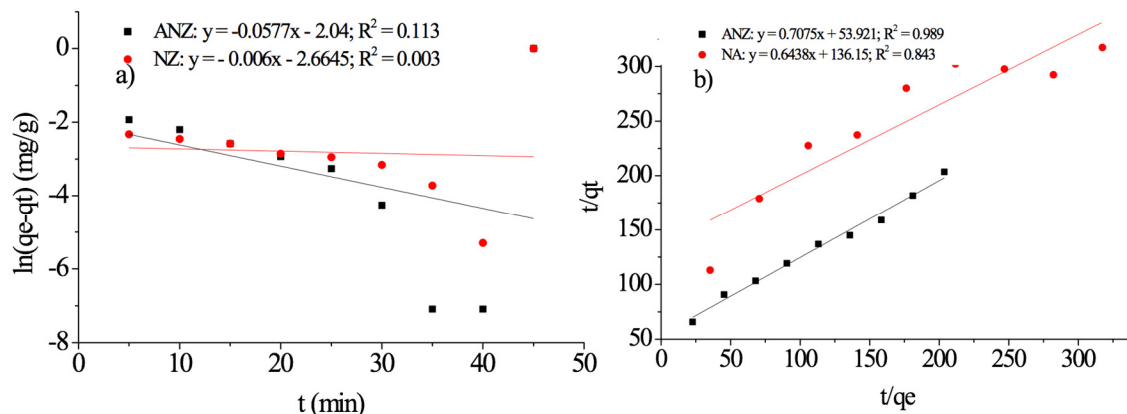 ANZ: y = -0.0577x - 2.04; R² = 0.113
NZ: y = - 0.006x - 2.6645; R² = 0.003
a)
0
-2
-4
-6
-8
ln(qe-qt) (mg/g)
0 10 20 30 40 50
t (min)
ANZ: y = 0.7075x + 53.921; R² = 0.989
NA: y = 0.6438x + 136.15; R² = 0.843
b)
300
250
200
150
100
50
t/qt
0 50 100 150 200 250 300
t/qe